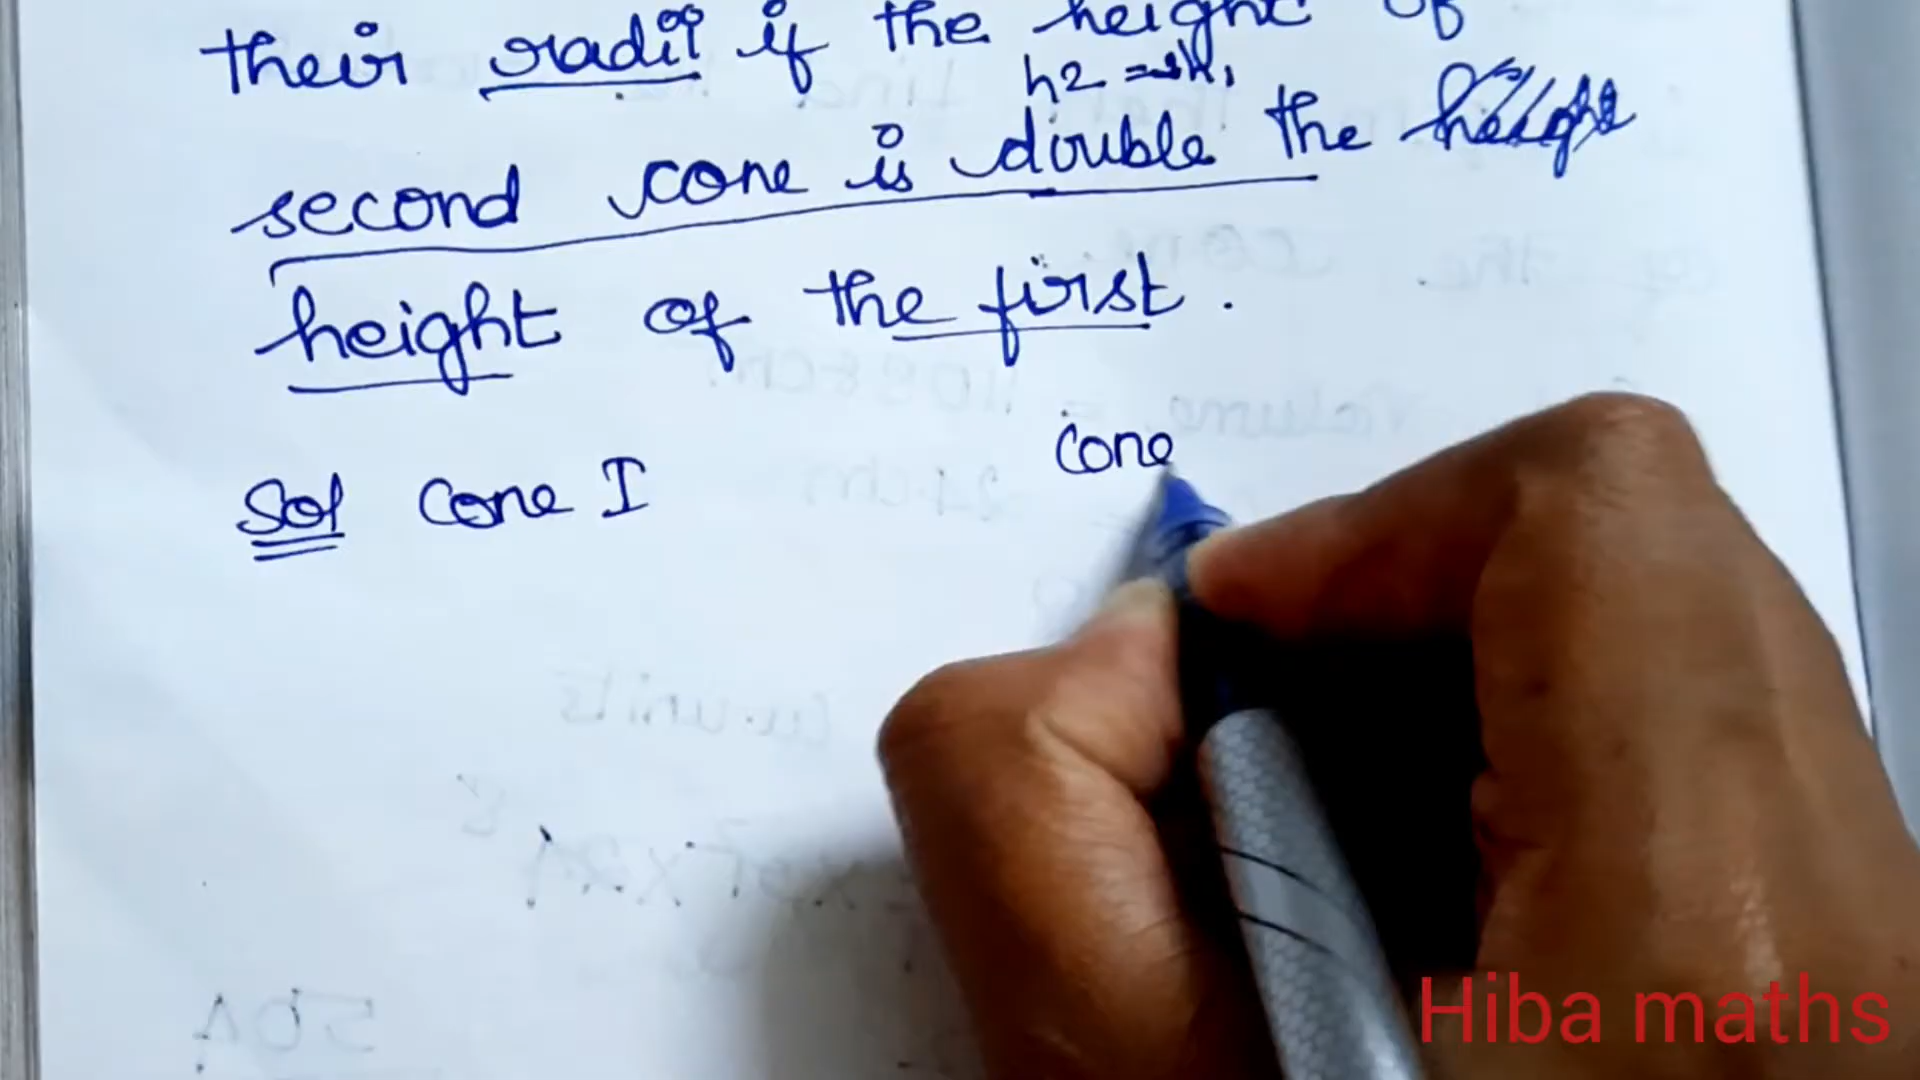 their radii if the height of
h2 = 2h1
second cone is double the height
height of the first.
Sol Cone I Cone
Hiba maths